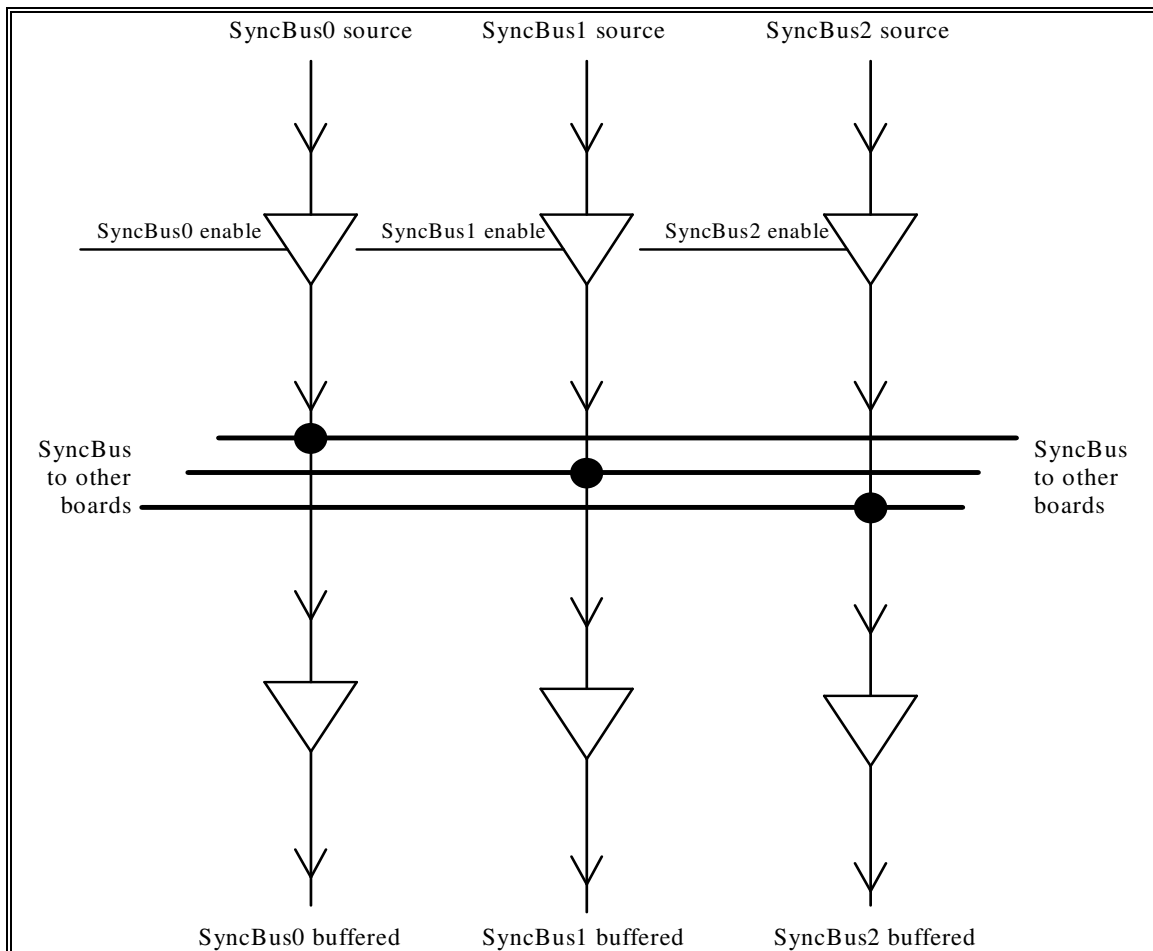 SyncBus0 source
SyncBus1 source
SyncBus2 source
SyncBus0 enable
SyncBus1 enable
SyncBus2 enable
SyncBus
to other
boards
SyncBus
to other
boards
SyncBus0 buffered
SyncBus1 buffered
SyncBus2 buffered